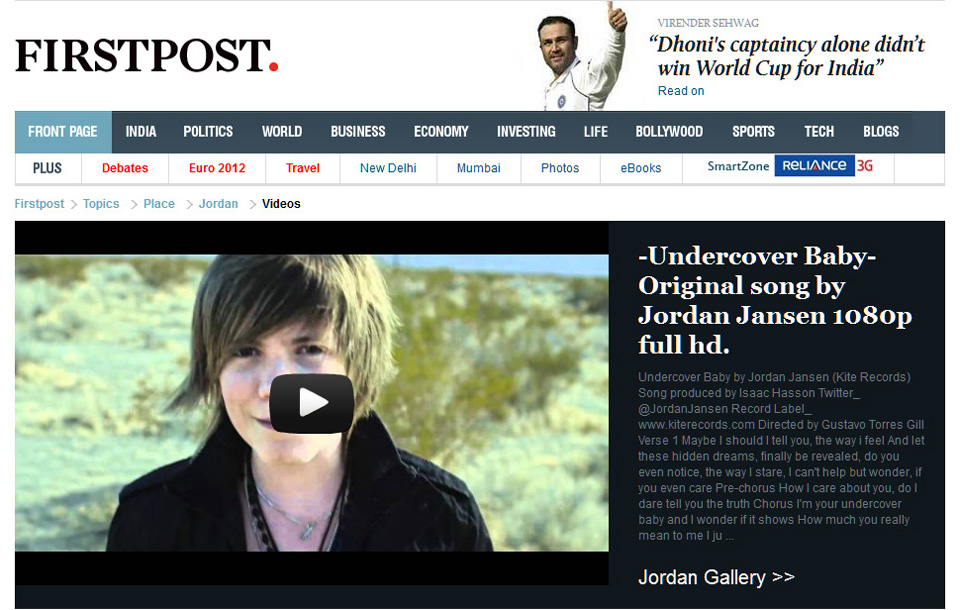 FIRSTPOST.
VIRENDER SEHWAG
“Dhoni's captaincy alone didn’t
win World Cup for India”
Read on
FRONT PAGE INDIA POLITICS WORLD BUSINESS ECONOMY INVESTING LIFE BOLLYWOOD SPORTS TECH BLOGS
PLUS Debates Euro 2012 Travel New Delhi Mumbai Photos eBooks SmartZone RELIANCE 3G
Firstpost > Topics > Place > Jordan > Videos
-Undercover Baby-
Original song by
Jordan Jansen 1080p
full hd.
Undercover Baby by Jordan Jansen (Kite Records)
Song produced by Isaac Hasson Twitter_
@JordanJansen Record Label_
www.kiterecords.com Directed by Gustavo Torres Gill
Verse 1 Maybe I should I tell you, the way i feel And let
these hidden dreams, finally be revealed, do you
even notice, the way I stare, I can't help but wonder, if
you even care Pre-chorus How I care about you, do I
dare tell you the truth Chorus I'm your undercover
baby and I wonder if it shows How much you really
mean to me I ju ...
Jordan Gallery >>